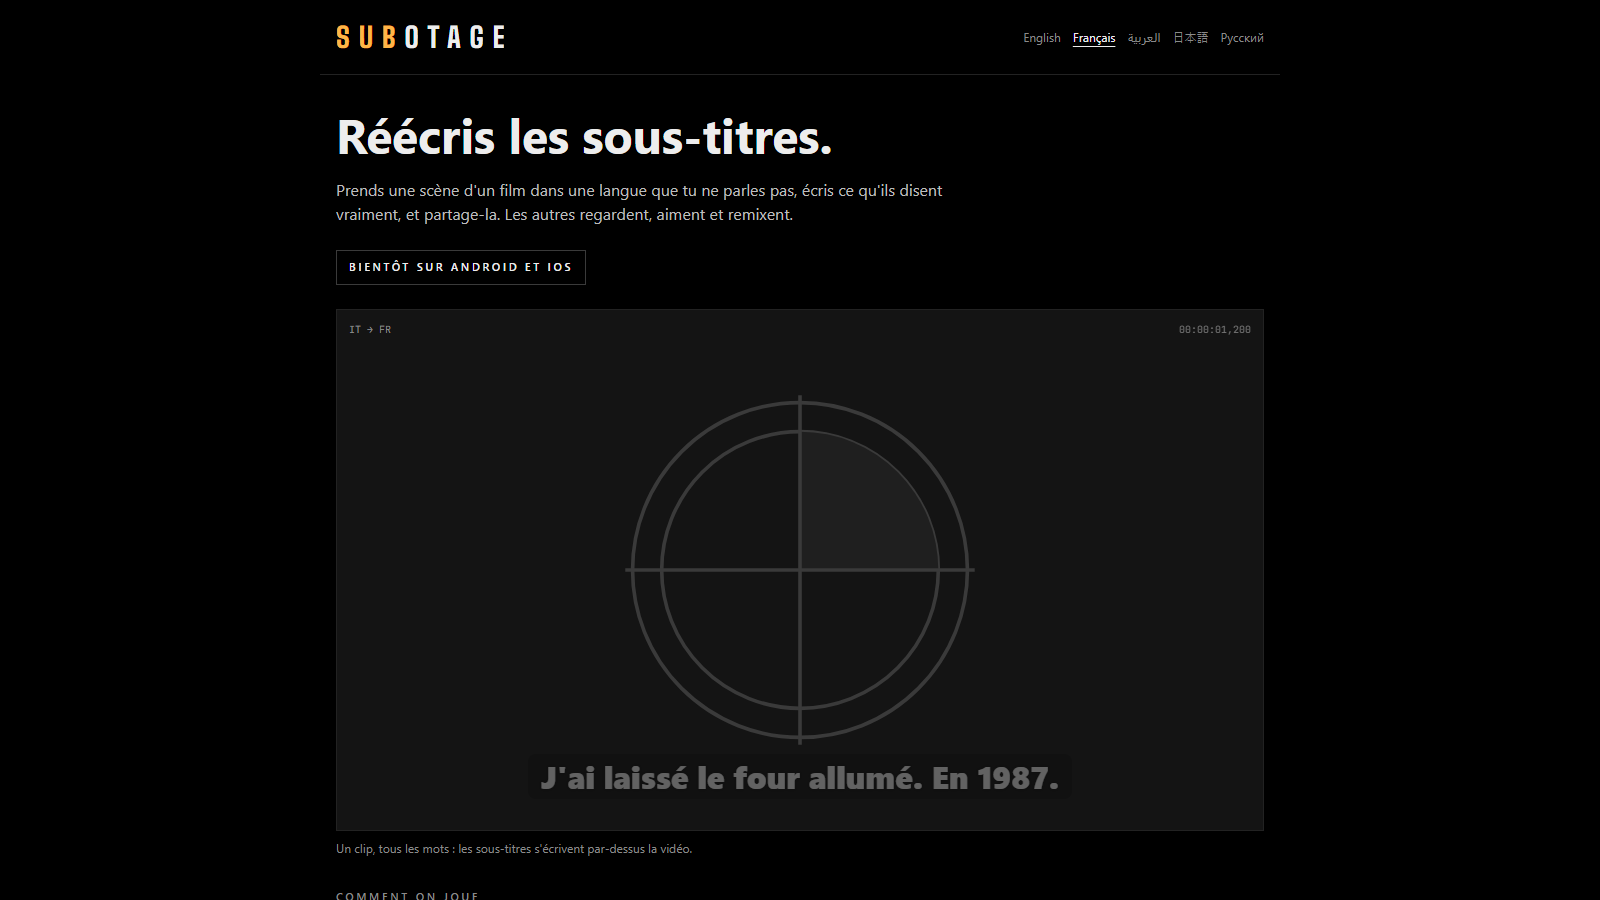 SUBOTAGE
English Français العربية 日本語 Русский
Réécris les sous-titres.
Prends une scène d'un film dans une langue que tu ne parles pas, écris ce qu'ils disent
vraiment, et partage-la. Les autres regardent, aiment et remixent.
BIENTÔT SUR ANDROID ET IOS
IT → FR
00:00:01,200
J'ai laissé le four allumé. En 1987.
Un clip, tous les mots : les sous-titres s'écrivent par-dessus la vidéo.
COMMENT ON JOUE